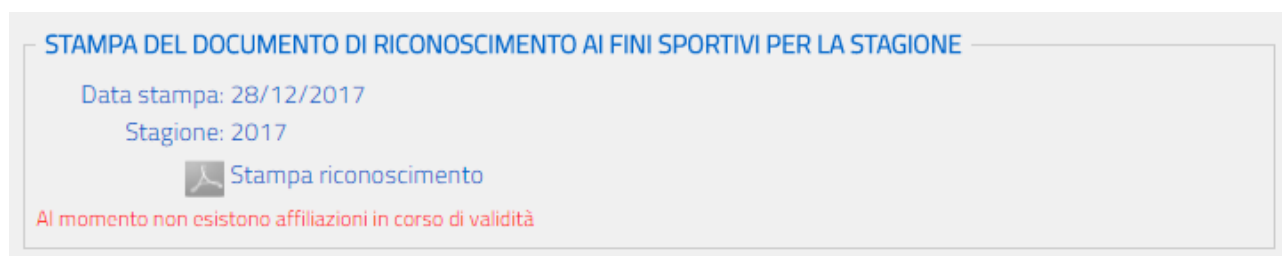 STAMPA DEL DOCUMENTO DI RICONOSCIMENTO AI FINI SPORTIVI PER LA STAGIONE
Data stampa: 28/12/2017
Stagione: 2017
Stampa riconoscimento
Al momento non esistono affiliazioni in corso di validità